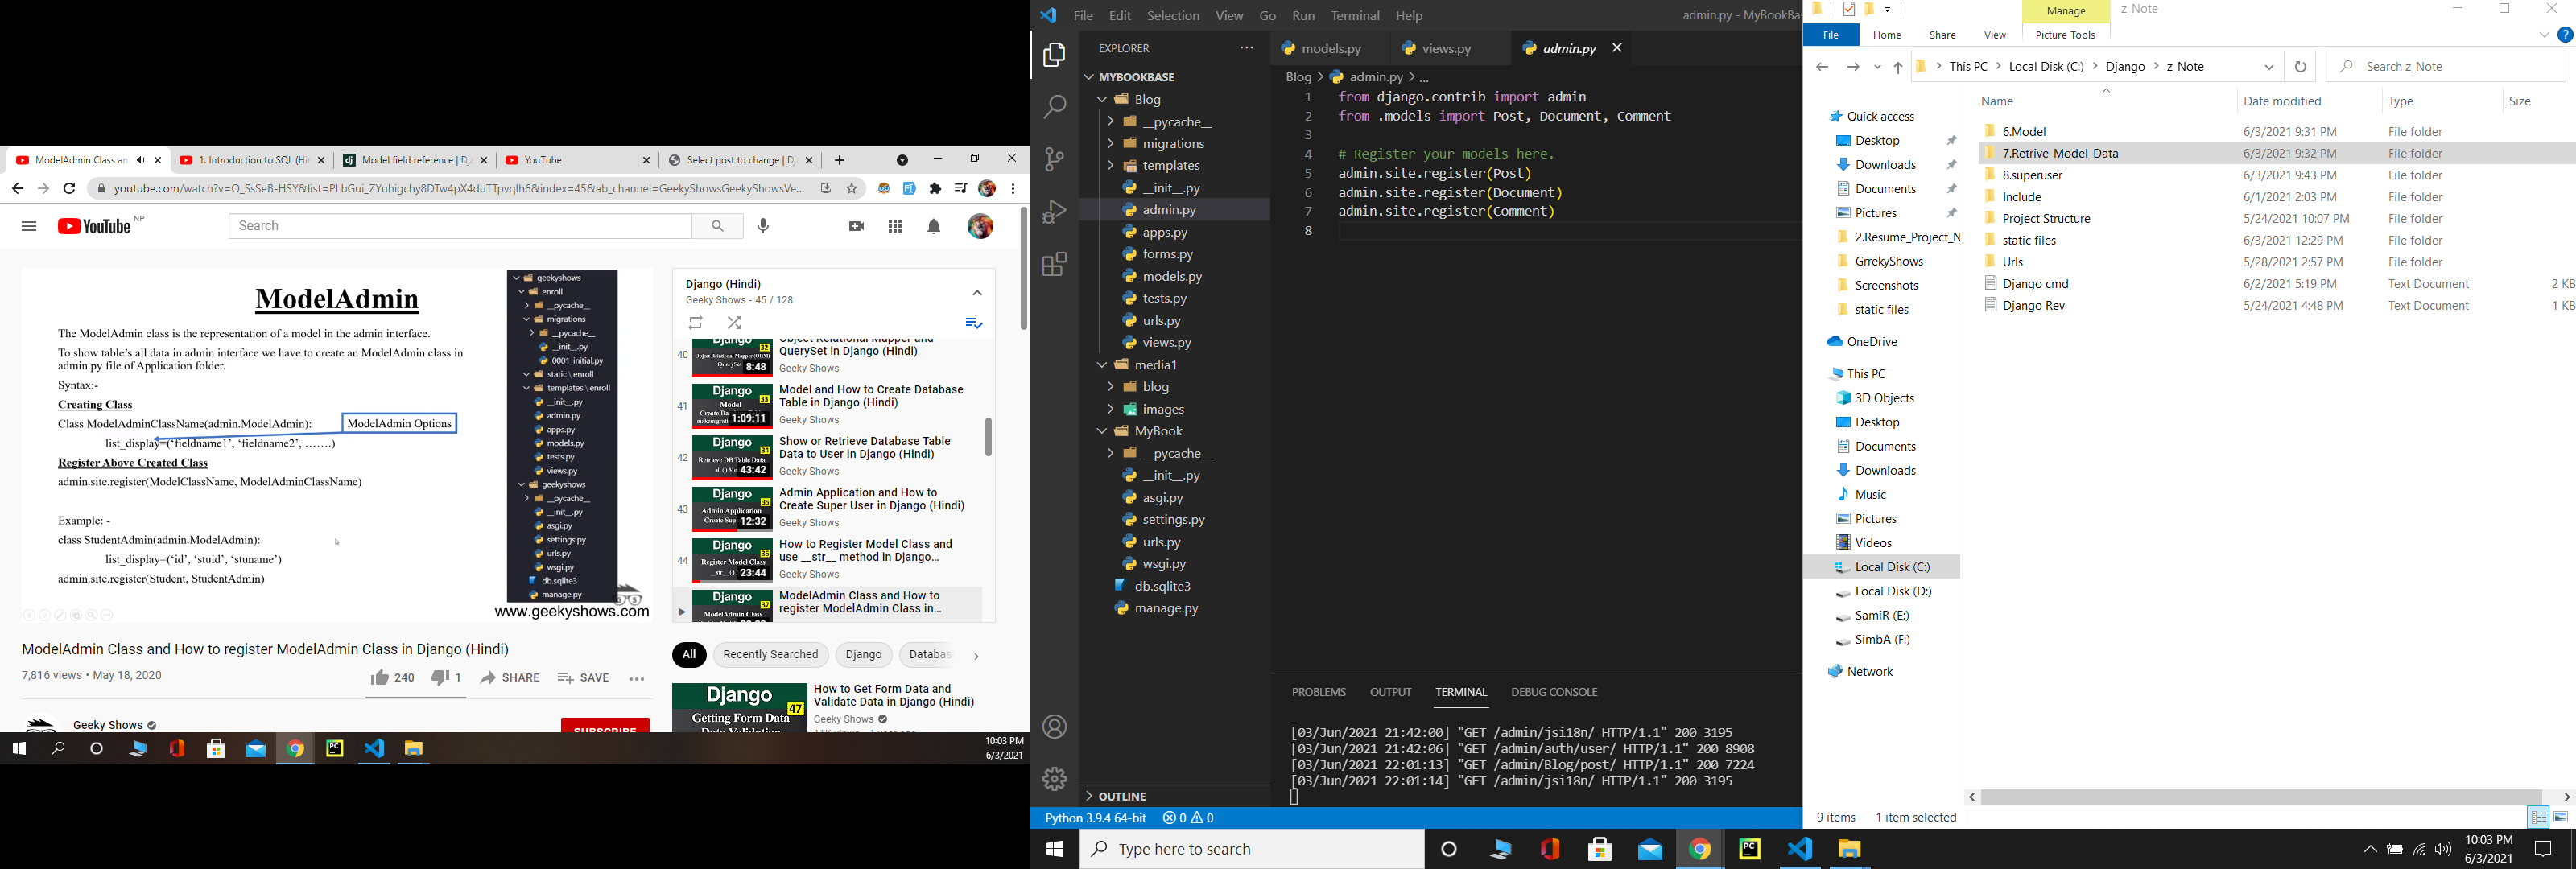 ModelAdmin Class an
1. Introduction to SQL (Hi
Model field reference | Dj
YouTube
Select post to change | Dj
youtube.com/watch?v=O_SsSeB-HSY&list=PLbGui_ZYuhigchy8DTw4pX4duTTpvqlh6&index=45&ab_channel=GeekyShowsGeekyShowsVe...
YouTube NP
Search
ModelAdmin
The ModelAdmin class is the representation of a model in the admin interface.
To show table's all data in admin interface we have to create an ModelAdmin class in
admin.py file of Application folder.
Syntax:-
Creating Class
Class ModelAdminClassName(admin.ModelAdmin):
ModelAdmin Options
list_display=('fieldname1', 'fieldname2', …….)
Register Above Created Class
admin.site.register(ModelClassName, ModelAdminClassName)
Example: -
class StudentAdmin(admin.ModelAdmin):
list_display=('id', 'stuid', 'stuname')
admin.site.register(Student, StudentAdmin)
geekyshows
enroll
__pycache__
migrations
__pycache__
__init__.py
0001_initial.py
static \ enroll
templates \ enroll
__init__.py
admin.py
apps.py
models.py
tests.py
views.py
geekyshows
__pycache__
__init__.py
asgi.py
settings.py
urls.py
wsgi.py
db.sqlite3
manage.py
www.geekyshows.com
ModelAdmin Class and How to register ModelAdmin Class in Django (Hindi)
7,816 views • May 18, 2020
240
1
SHARE
SAVE
Geeky Shows
SUBSCRIBE
Django (Hindi)
Geeky Shows - 45 / 128
40
Django
32
8:48
Object Relational Mapper and
QuerySet in Django (Hindi)
Geeky Shows
41
Django
33
Model
1:09:11
Model and How to Create Database
Table in Django (Hindi)
Geeky Shows
42
Django
34
Retrieve DB Table Data
43:42
Show or Retrieve Database Table
Data to User in Django (Hindi)
Geeky Shows
43
Django
35
Admin Application
12:32
Admin Application and How to
Create Super User in Django (Hindi)
Geeky Shows
44
Django
36
Register Model Class
23:44
How to Register Model Class and
use __str__ method in Django...
Geeky Shows
Django
37
ModelAdmin Class
ModelAdmin Class and How to
register ModelAdmin Class in...
All
Recently Searched
Django
Databas
Django
47
Getting Form Data
Data Validation
How to Get Form Data and
Validate Data in Django (Hindi)
Geeky Shows
10:03 PM
6/3/2021
File Edit Selection View Go Run Terminal Help
admin.py - MyBookBas
EXPLORER
MYBOOKBASE
Blog
__pycache__
migrations
templates
__init__.py
admin.py
apps.py
forms.py
models.py
tests.py
urls.py
views.py
media1
blog
images
MyBook
__pycache__
__init__.py
asgi.py
settings.py
urls.py
wsgi.py
db.sqlite3
manage.py
OUTLINE
models.py
views.py
admin.py
Blog > admin.py > ...
1 from django.contrib import admin
2 from .models import Post, Document, Comment
3
4 # Register your models here.
5 admin.site.register(Post)
6 admin.site.register(Document)
7 admin.site.register(Comment)
8
PROBLEMS OUTPUT TERMINAL DEBUG CONSOLE
[03/Jun/2021 21:42:00] "GET /admin/jsi18n/ HTTP/1.1" 200 3195
[03/Jun/2021 21:42:06] "GET /admin/auth/user/ HTTP/1.1" 200 8908
[03/Jun/2021 22:01:13] "GET /admin/Blog/post/ HTTP/1.1" 200 7224
[03/Jun/2021 22:01:14] "GET /admin/jsi18n/ HTTP/1.1" 200 3195
Python 3.9.4 64-bit
0
0
Type here to search
Manage
z_Note
File Home Share View Picture Tools
This PC > Local Disk (C:) > Django > z_Note
Search z_Note
Quick access
Desktop
Downloads
Documents
Pictures
2.Resume_Project_N
GrrekyShows
Screenshots
static files
OneDrive
This PC
3D Objects
Desktop
Documents
Downloads
Music
Pictures
Videos
Local Disk (C:)
Local Disk (D:)
SamiR (E:)
SimbA (F:)
Network
Name Date modified Type Size
6.Model 6/3/2021 9:31 PM File folder
7.Retrive_Model_Data 6/3/2021 9:32 PM File folder
8.superuser 6/3/2021 9:43 PM File folder
Include 6/1/2021 2:03 PM File folder
Project Structure 5/24/2021 10:07 PM File folder
static files 6/3/2021 12:29 PM File folder
Urls 5/28/2021 2:57 PM File folder
Django cmd 6/2/2021 5:19 PM Text Document 2 KB
Django Rev 5/24/2021 4:48 PM Text Document 1 KB
9 items 1 item selected
10:03 PM
6/3/2021